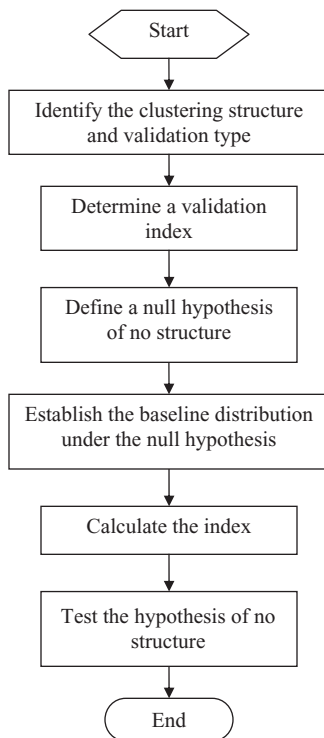 Start
Identify the clustering structure
and validation type
Determine a validation
index
Define a null hypothesis
of no structure
Establish the baseline distribution
under the null hypothesis
Calculate the index
Test the hypothesis of no
structure
End